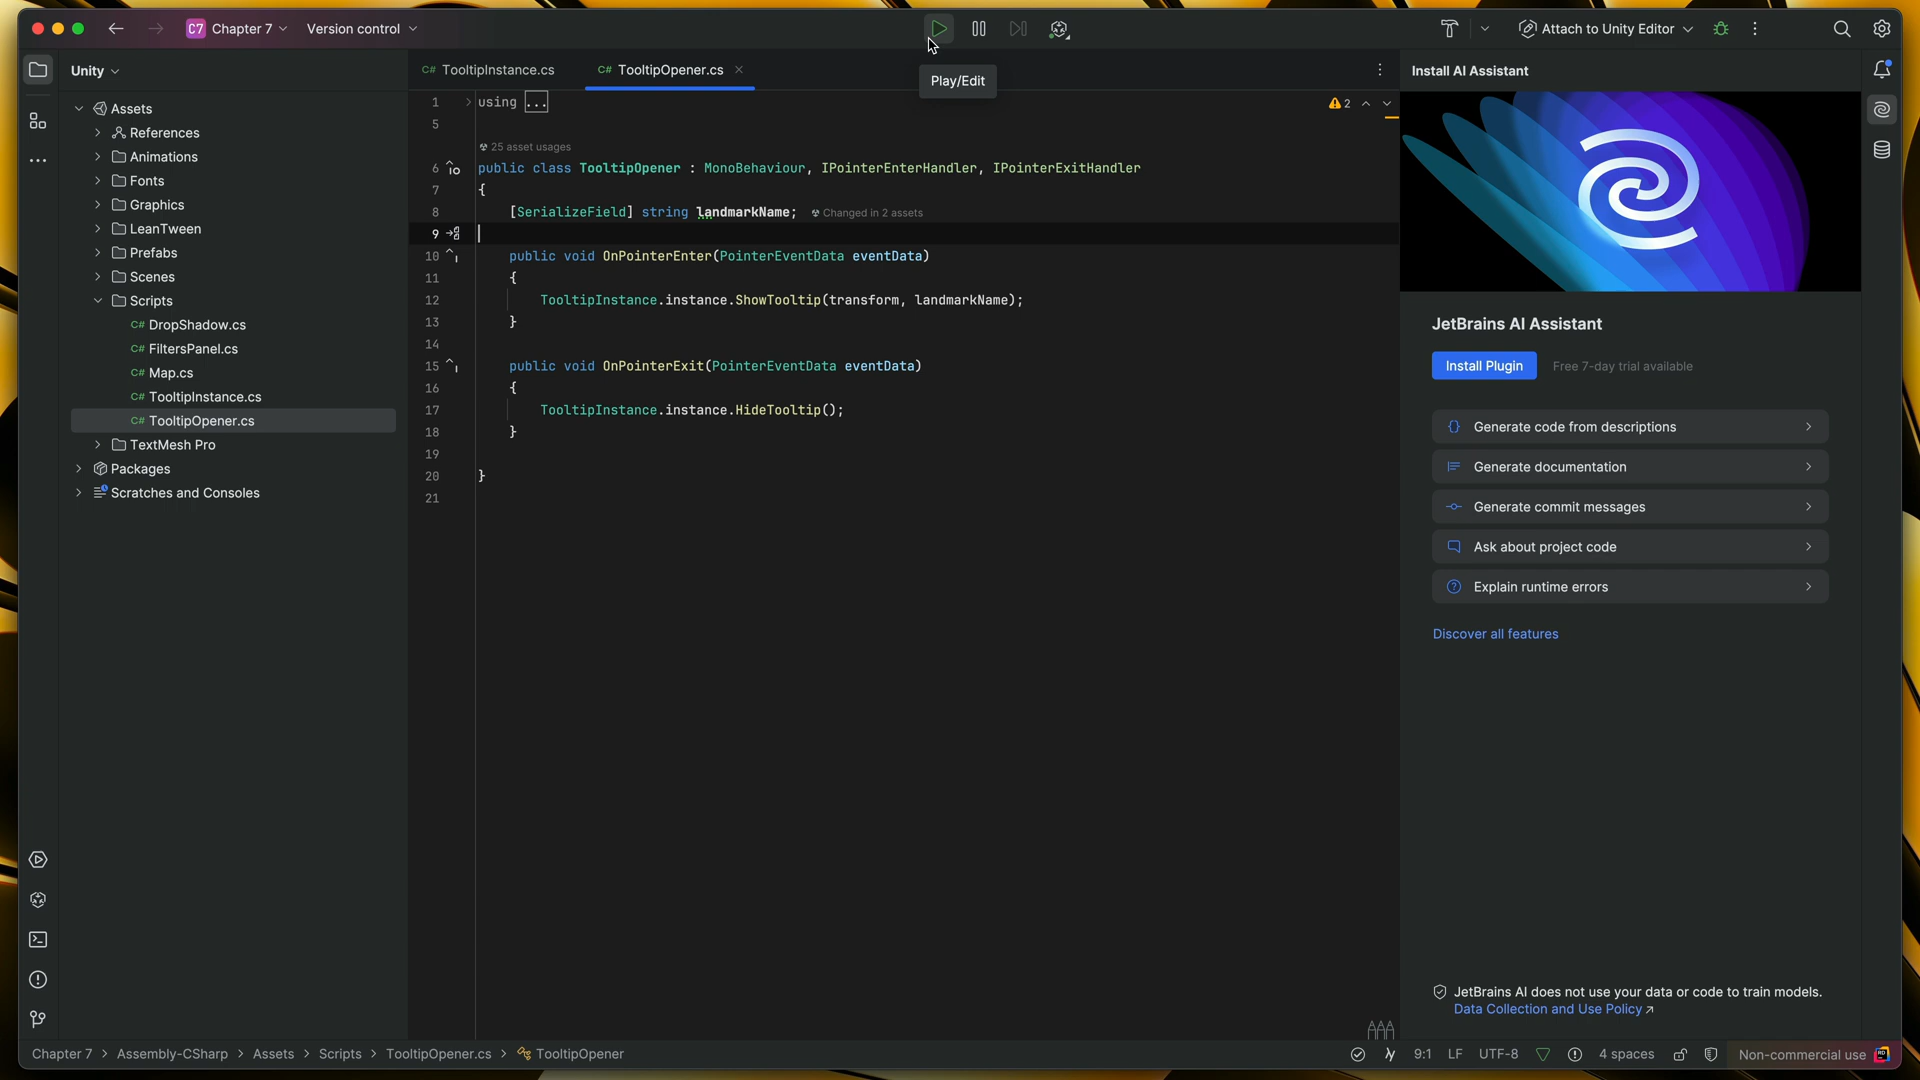 C7 Chapter 7
Version control
Attach to Unity Editor
Unity
C# TooltipInstance.cs
C# TooltipOpener.cs
Play/Edit
Install AI Assistant
Assets
References
Animations
Fonts
Graphics
LeanTween
Prefabs
Scenes
Scripts
C# DropShadow.cs
C# FiltersPanel.cs
C# Map.cs
C# TooltipInstance.cs
C# TooltipOpener.cs
TextMesh Pro
Packages
Scratches and Consoles
1 using ...
2
5
25 asset usages
6 public class TooltipOpener : MonoBehaviour, IPointerEnterHandler, IPointerExitHandler
7 {
8 [SerializeField] string landmarkName; Changed in 2 assets
9
10 public void OnPointerEnter(PointerEventData eventData)
11 {
12 TooltipInstance.instance.ShowTooltip(transform, landmarkName);
13 }
14
15 public void OnPointerExit(PointerEventData eventData)
16 {
17 TooltipInstance.instance.HideTooltip();
18 }
19
20 }
21
JetBrains AI Assistant
Install Plugin Free 7-day trial available
Generate code from descriptions
Generate documentation
Generate commit messages
Ask about project code
Explain runtime errors
Discover all features
JetBrains AI does not use your data or code to train models.
Data Collection and Use Policy
Chapter 7 > Assembly-CSharp > Assets > Scripts > TooltipOpener.cs > TooltipOpener
9:1 LF UTF-8 4 spaces Non-commercial use